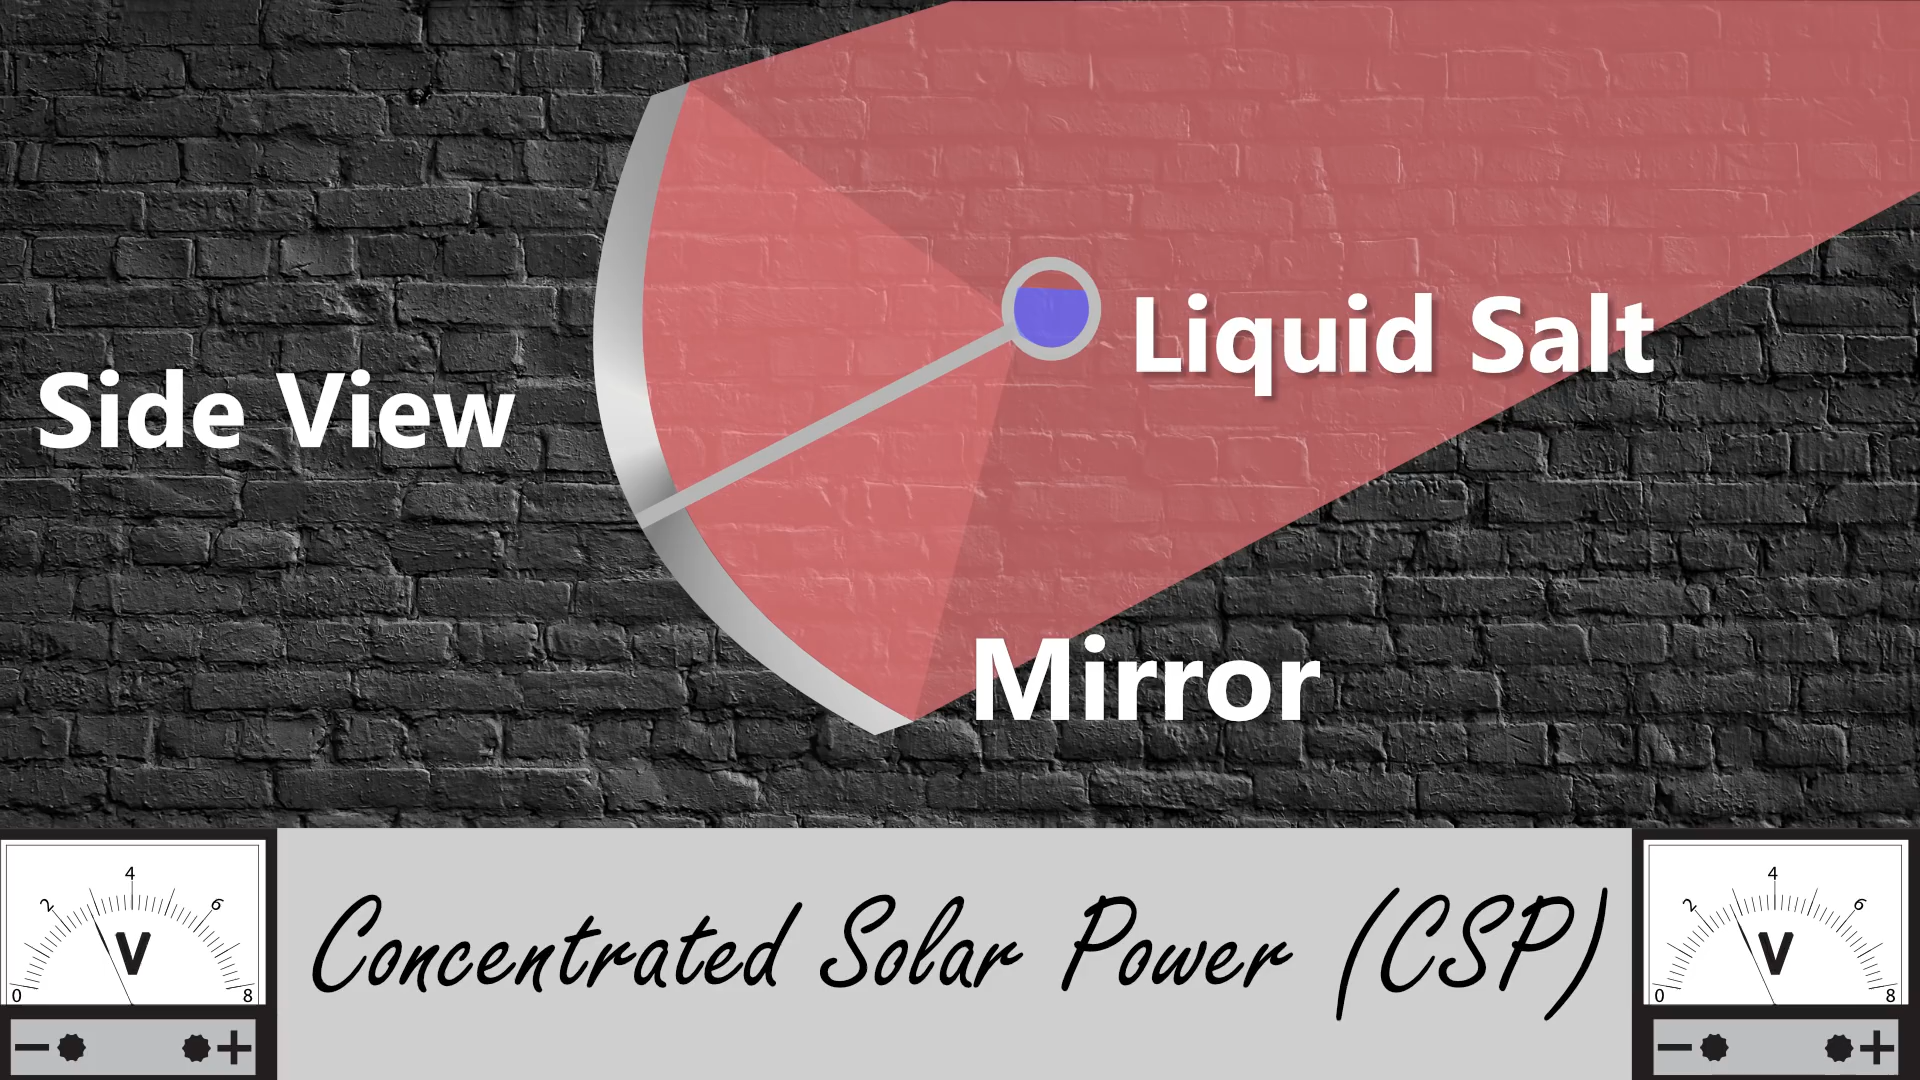 Side View
Liquid Salt
Mirror
0 2 4 6 8
V
− +
Concentrated Solar Power (CSP)
0 2 4 6 8
V
− +